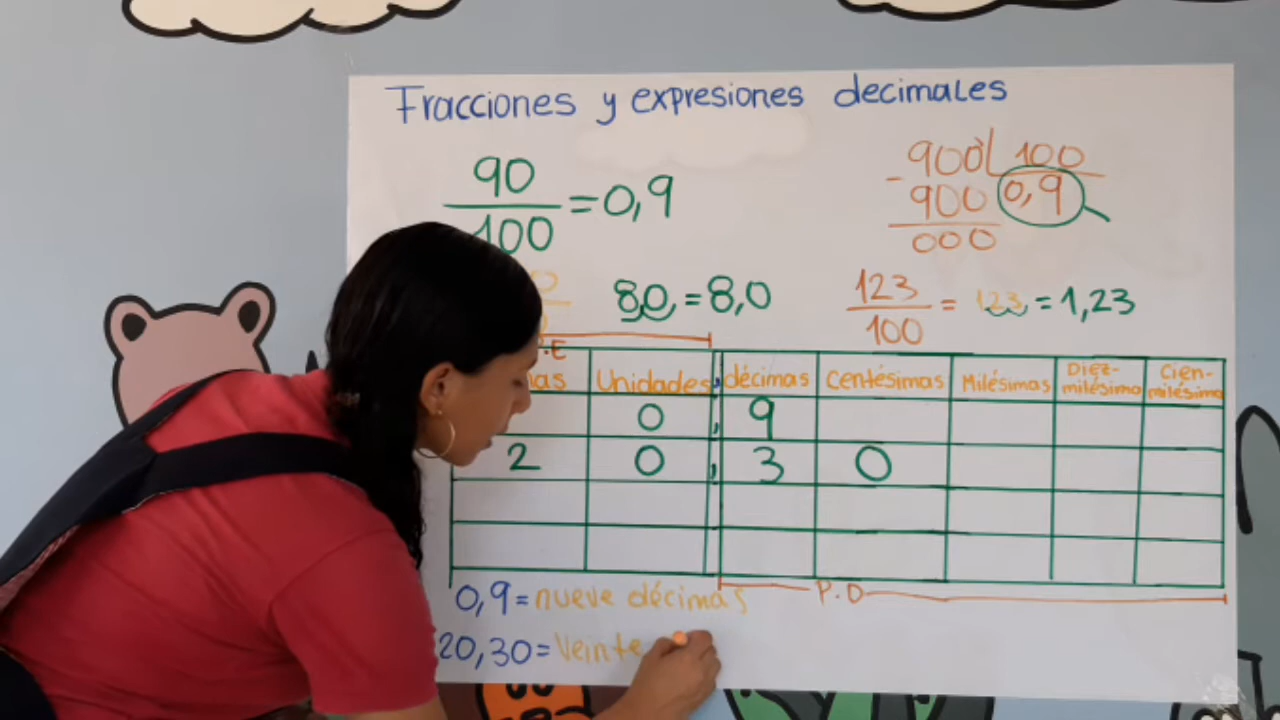 Fracciones y expresiones decimales
90
100
=0,9
- 900 100
900 0,9
000
80, = 8,0
123
100
= 123 = 1,23
P.E
Unidades , décimas Centésimas Milésimas Diez-milésima Cien-milésima
0 , 9
2 0 , 3 0
P.D
0,9 = nueve décimas
20,30 = Veinte